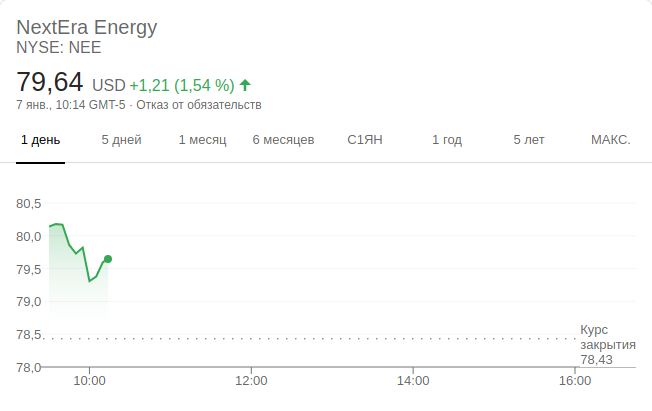 NextEra Energy
NYSE: NEE
79,64 USD +1,21 (1,54 %)
7 янв., 10:14 GMT-5 · Отказ от обязательств
1 день 5 дней 1 месяц 6 месяцев С1ЯН 1 год 5 лет МАКС.
80,5
80,0
79,5
79,0
78,5
78,0
Курс
закрытия
78,43
10:00 12:00 14:00 16:00